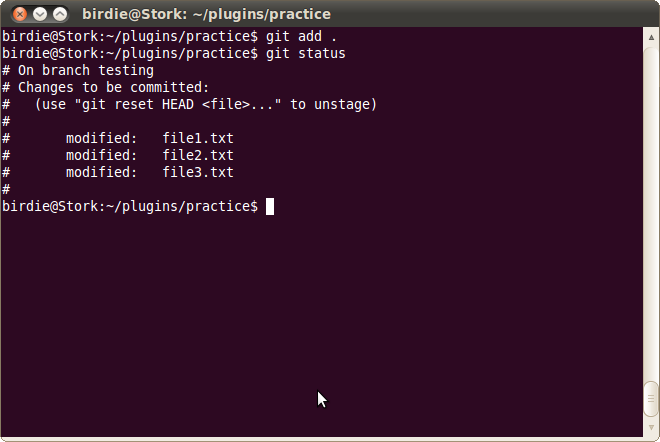 birdie@Stork: ~/plugins/practice
birdie@Stork:~/plugins/practice$ git add .
birdie@Stork:~/plugins/practice$ git status
# On branch testing
# Changes to be committed:
#   (use "git reset HEAD <file>..." to unstage)
#
#       modified:   file1.txt
#       modified:   file2.txt
#       modified:   file3.txt
#
birdie@Stork:~/plugins/practice$